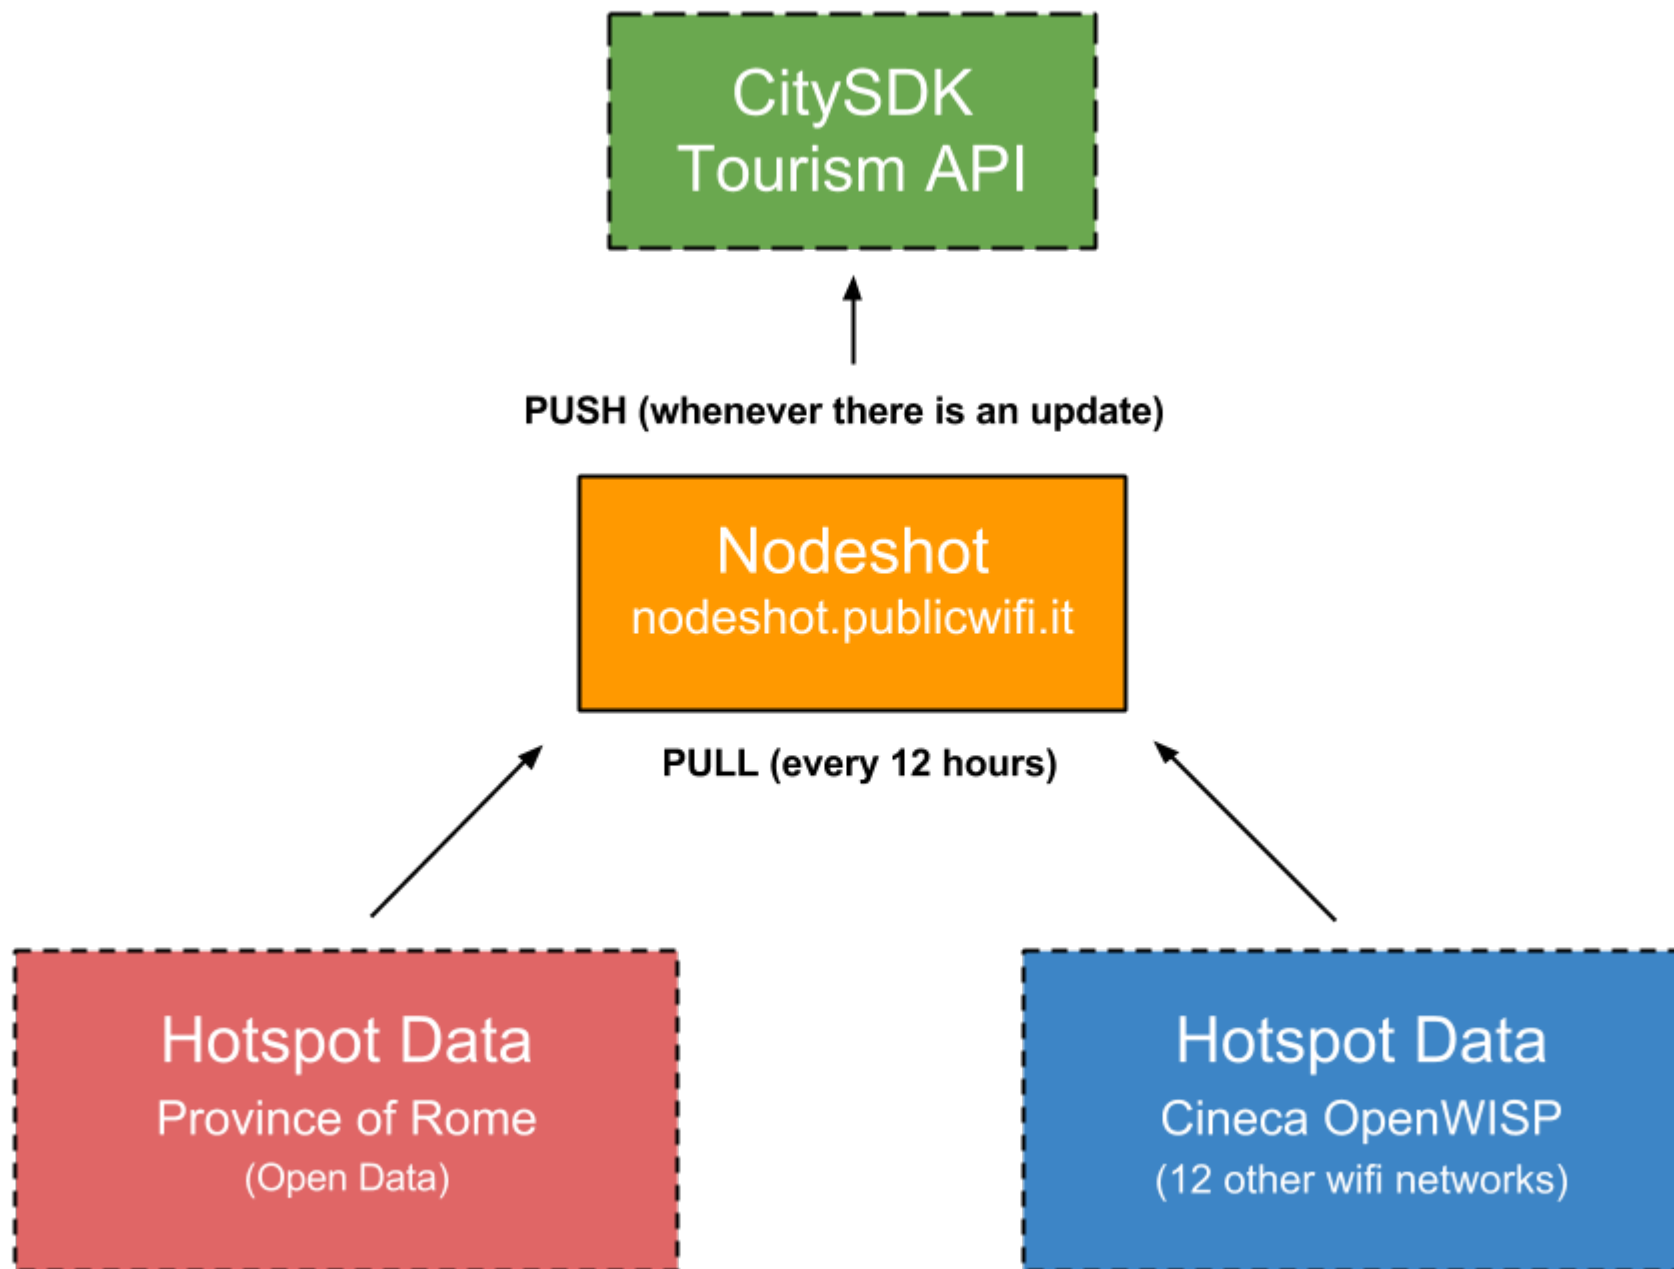 CitySDK
Tourism API
PUSH (whenever there is an update)
Nodeshot
nodeshot.publicwifi.it
PULL (every 12 hours)
Hotspot Data
Province of Rome
(Open Data)
Hotspot Data
Cineca OpenWISP
(12 other wifi networks)